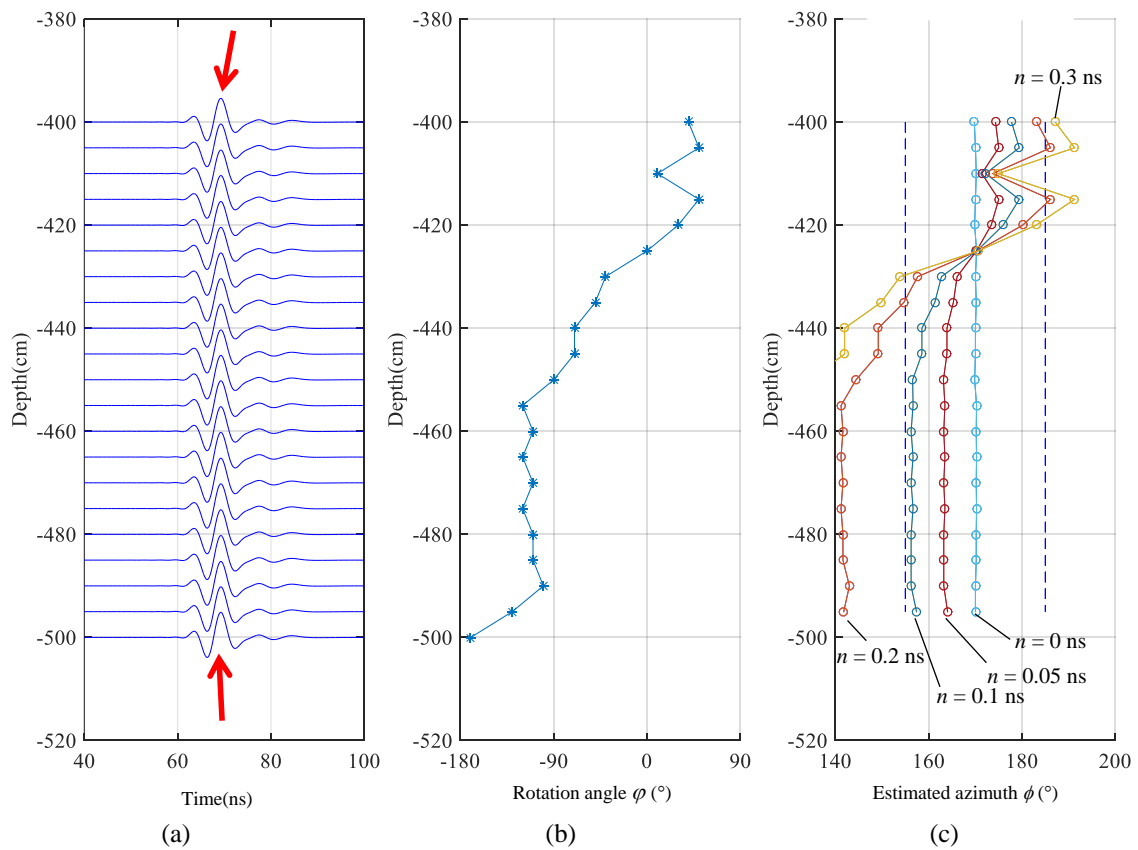 -380
-400
-420
-440
-460
-480
-500
-520
Depth(cm)
40 60 80 100
Time(ns)
(a)
-380
-400
-420
-440
-460
-480
-500
-520
Depth(cm)
-180 -90 0 90
Rotation angle φ (°)
(b)
-380
-400
-420
-440
-460
-480
-500
-520
Depth(cm)
n = 0.3 ns
n = 0 ns
n = 0.2 ns
n = 0.05 ns
n = 0.1 ns
140 160 180 200
Estimated azimuth ϕ (°)
(c)